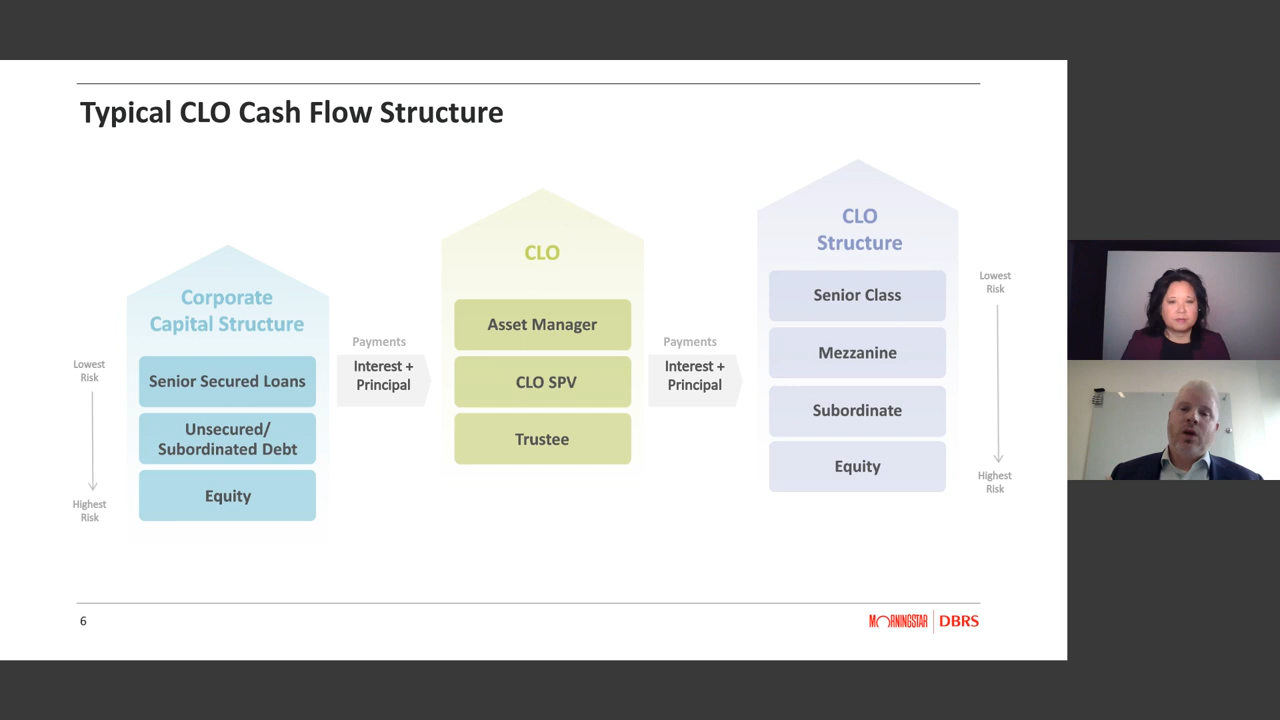 Typical CLO Cash Flow Structure
Corporate
Capital Structure
Lowest
Risk
Senior Secured Loans
Unsecured/
Subordinated Debt
Equity
Highest
Risk
Payments
Interest +
Principal
CLO
Asset Manager
CLO SPV
Trustee
Payments
Interest +
Principal
CLO
Structure
Senior Class
Mezzanine
Subordinate
Equity
Lowest
Risk
Highest
Risk
6
MORNINGSTAR | DBRS